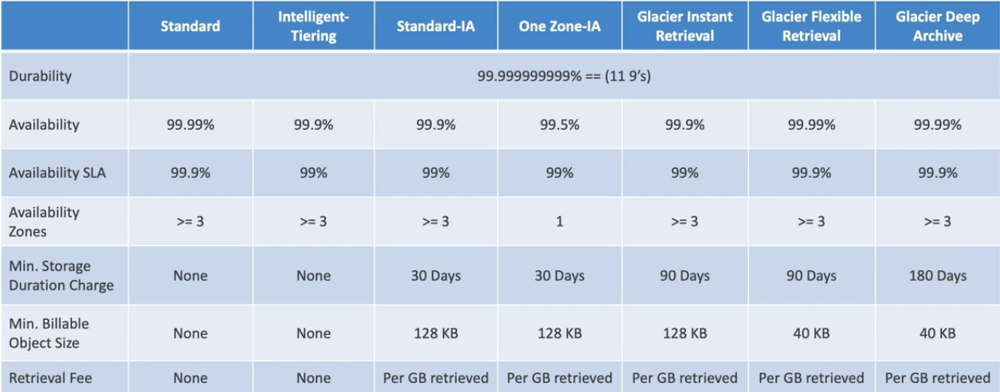 Standard Intelligent-Tiering Standard-IA One Zone-IA Glacier Instant Retrieval Glacier Flexible Retrieval Glacier Deep Archive
Durability 99.999999999% == (11 9’s)
Availability 99.99% 99.9% 99.9% 99.5% 99.9% 99.99% 99.99%
Availability SLA 99.9% 99% 99% 99% 99% 99.9% 99.9%
Availability Zones >= 3 >= 3 >= 3 1 >= 3 >= 3 >= 3
Min. Storage Duration Charge None None 30 Days 30 Days 90 Days 90 Days 180 Days
Min. Billable Object Size None None 128 KB 128 KB 128 KB 40 KB 40 KB
Retrieval Fee None None Per GB retrieved Per GB retrieved Per GB retrieved Per GB retrieved Per GB retrieved